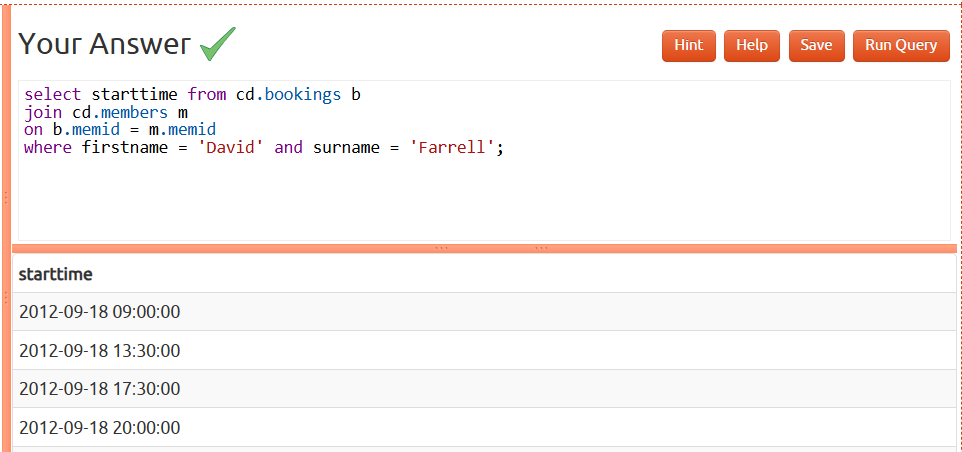 Your Answer
Hint Help Save Run Query
select starttime from cd.bookings b
join cd.members m
on b.memid = m.memid
where firstname = 'David' and surname = 'Farrell';
starttime
2012-09-18 09:00:00
2012-09-18 13:30:00
2012-09-18 17:30:00
2012-09-18 20:00:00